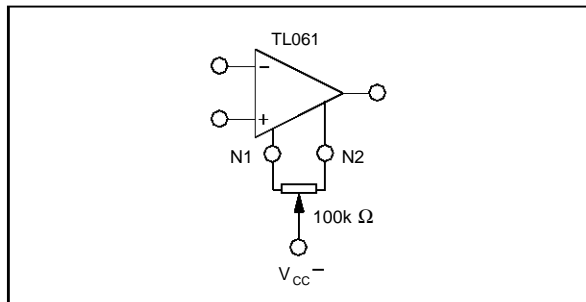 TL061
−
+
N1 N2
100k Ω
VCC−